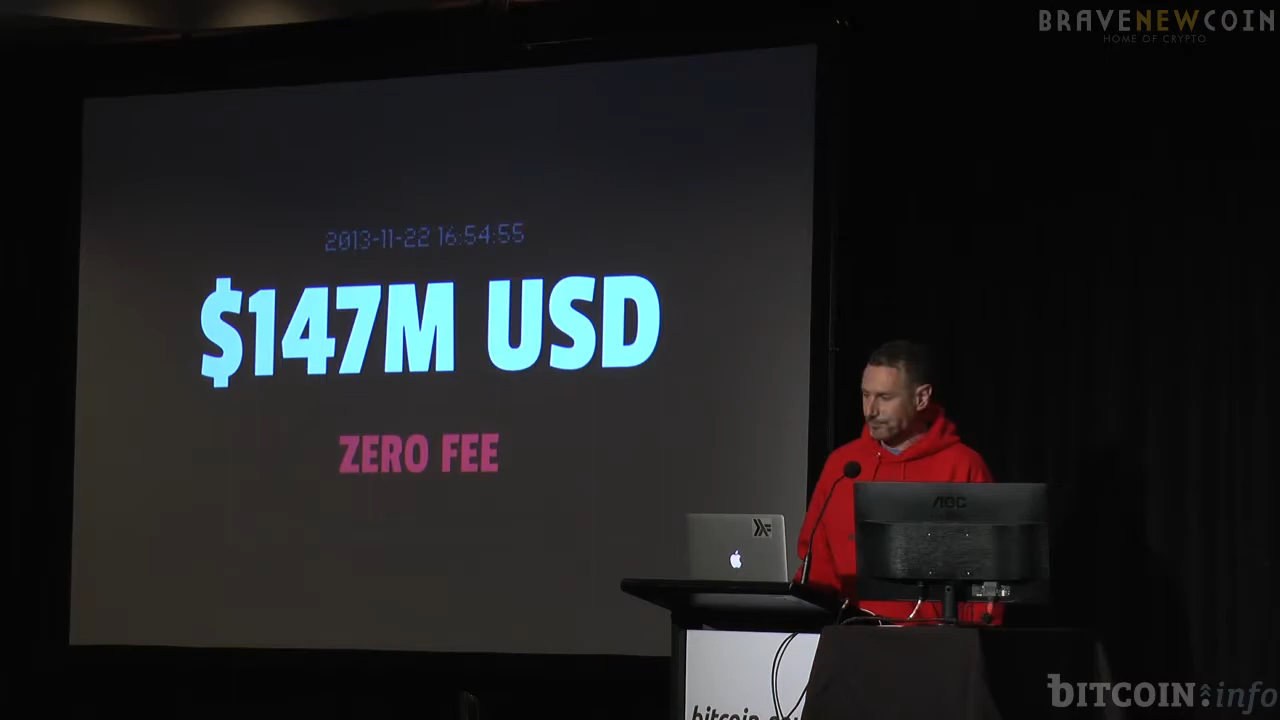 BRAVENEWCOIN
HOME OF CRYPTO
2013-11-22 16:54:55
$147M USD
ZERO FEE
AOC
BITCOIN info